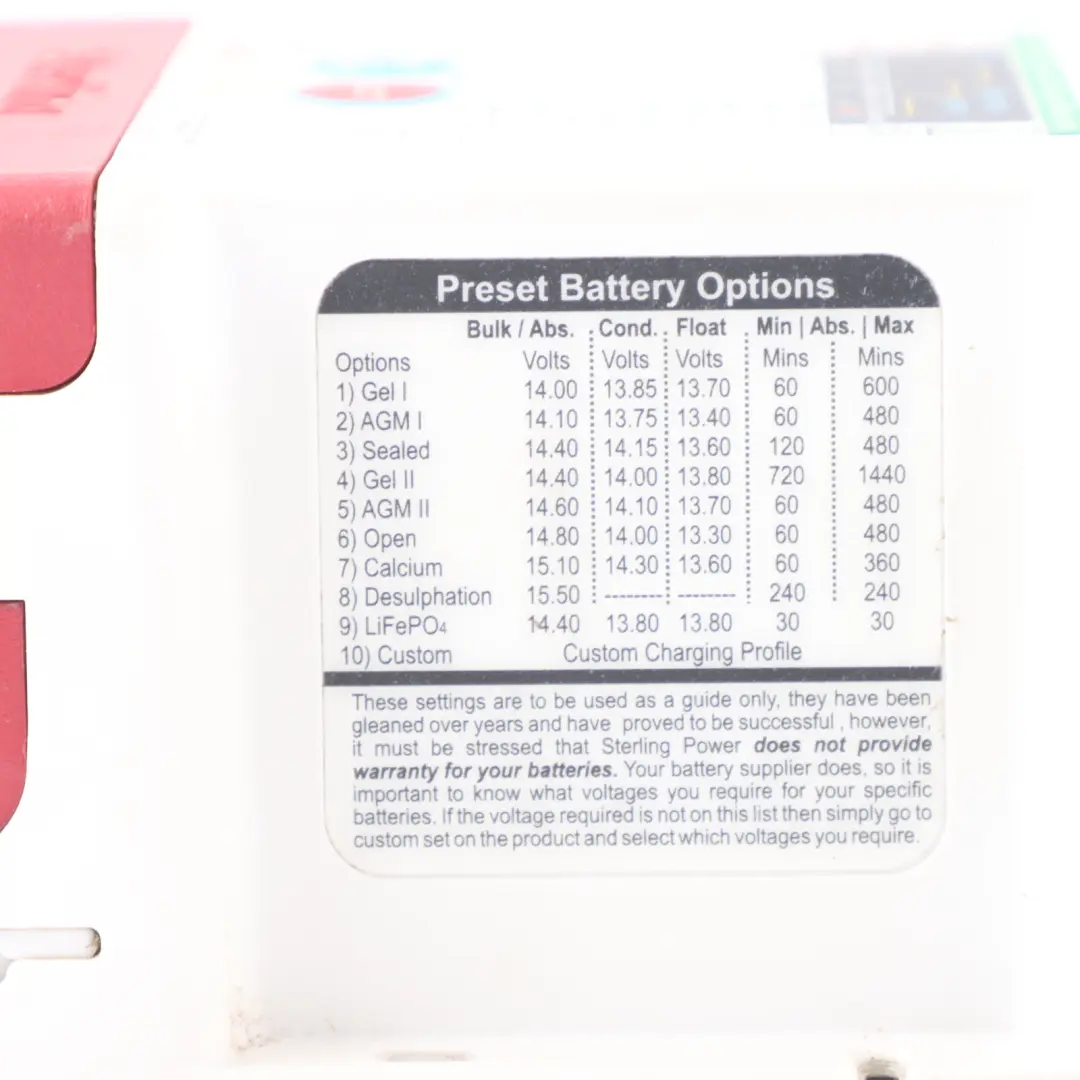 Preset Battery Options
Bulk / Abs. Cond. Float Min | Abs. | Max
Options Volts Volts Volts Mins Mins
1) Gel I 14.00 13.85 13.70 60 600
2) AGM I 14.10 13.75 13.40 60 480
3) Sealed 14.40 14.15 13.60 120 480
4) Gel II 14.40 14.00 13.80 720 1440
5) AGM II 14.60 14.10 13.70 60 480
6) Open 14.80 14.00 13.30 60 480
7) Calcium 15.10 14.30 13.60 60 360
8) Desulphation 15.50 -------- -------- 240 240
9) LiFePO4 14.40 13.80 13.80 30 30
10) Custom Custom Charging Profile
These settings are to be used as a guide only, they have been
gleaned over years and have proved to be successful , however,
it must be stressed that Sterling Power does not provide
warranty for your batteries. Your battery supplier does, so it is
important to know what voltages you require for your specific
batteries. If the voltage required is not on this list then simply go to
custom set on the product and select which voltages you require.